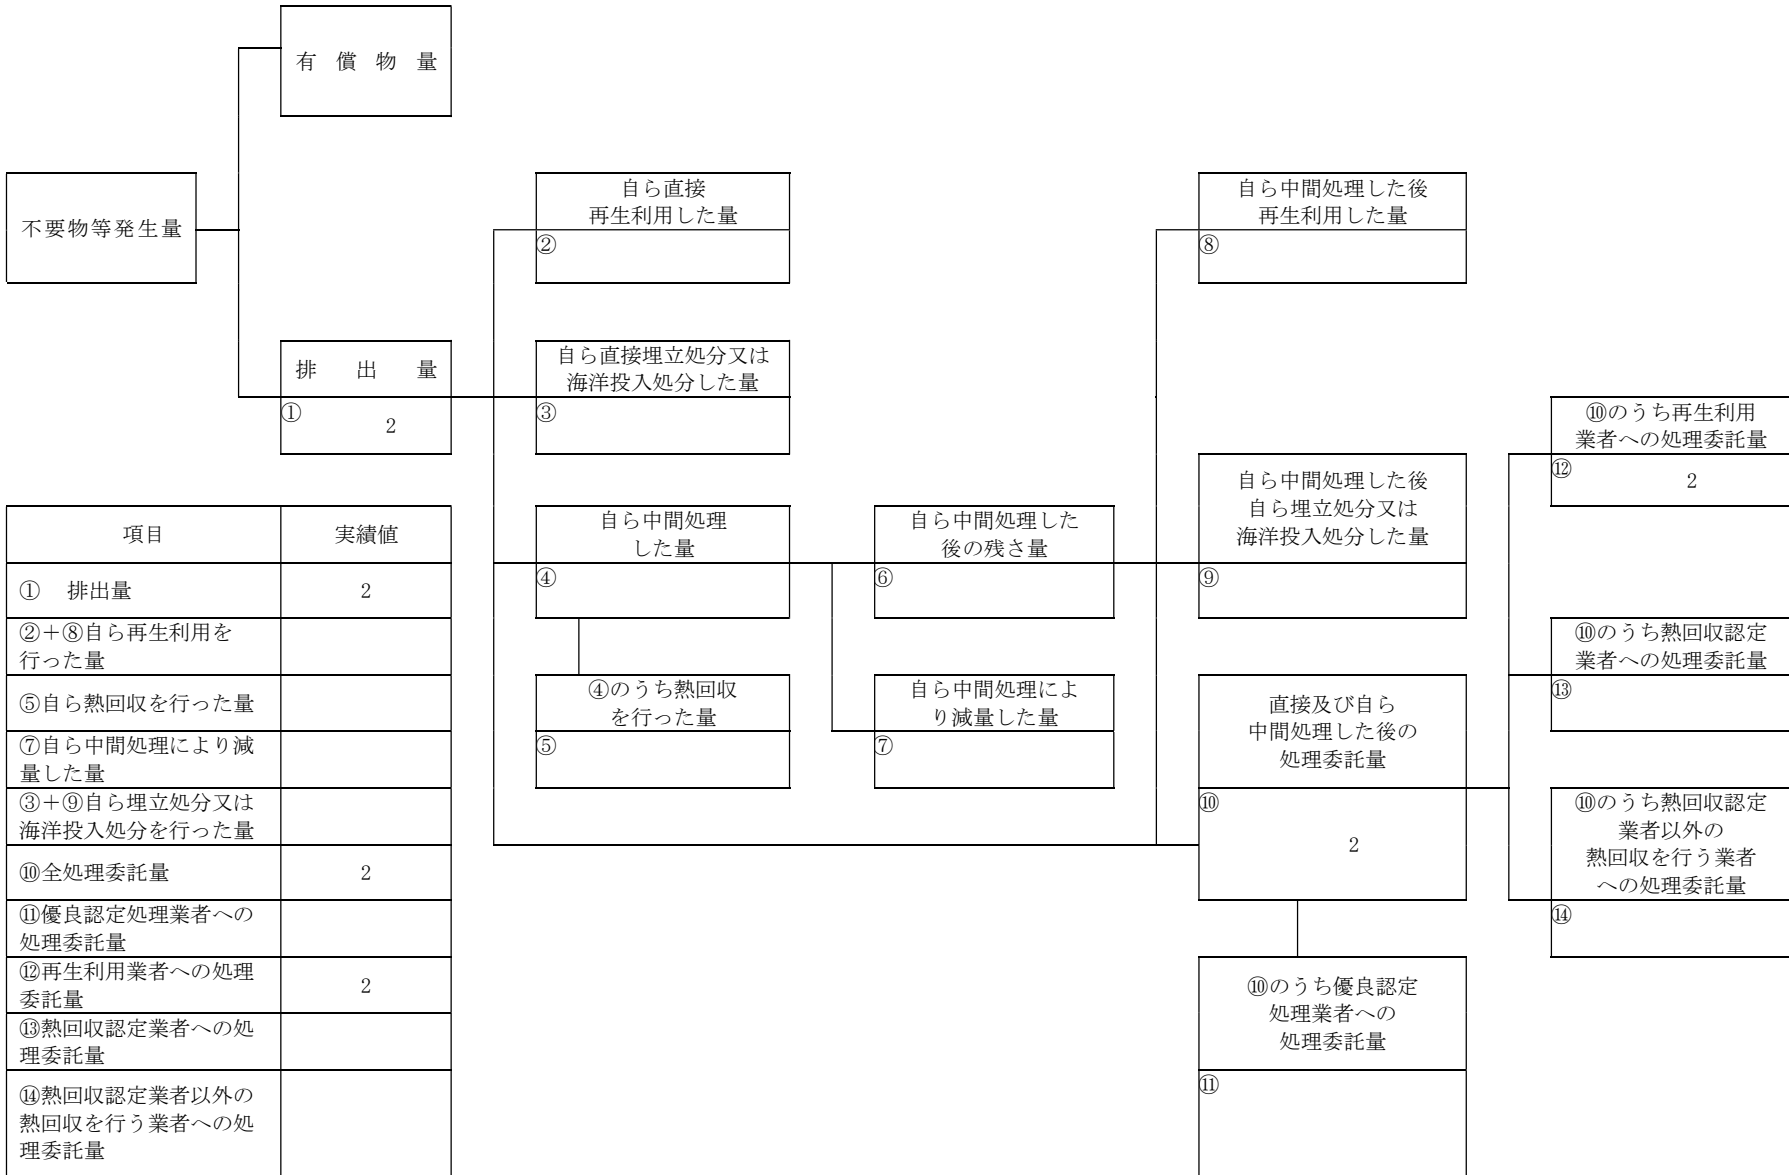 有 償 物 量
不要物等発生量
自ら直接
再生利用した量
②
自ら中間処理した後
再生利用した量
⑧
排 出 量
①
2
自ら直接埋立処分又は
海洋投入処分した量
③
⑩のうち再生利用
業者への処理委託量
⑫
2
自ら中間処理
した量
④
自ら中間処理した
後の残さ量
⑥
自ら中間処理した後
自ら埋立処分又は
海洋投入処分した量
⑨
⑩のうち熱回収認定
業者への処理委託量
⑬
④のうち熱回収
を行った量
⑤
自ら中間処理によ
り減量した量
⑦
直接及び自ら
中間処理した後の
処理委託量
⑩
2
⑩のうち熱回収認定
業者以外の
熱回収を行う業者
への処理委託量
⑭
⑩のうち優良認定
処理業者への
処理委託量
⑪
項目 実績値
① 排出量 2
②+⑧自ら再生利用を
行った量
⑤自ら熱回収を行った量
⑦自ら中間処理により減
量した量
③+⑨自ら埋立処分又は
海洋投入処分を行った量
⑩全処理委託量 2
⑪優良認定処理業者への
処理委託量
⑫再生利用業者への処理
委託量 2
⑬熱回収認定業者への処
理委託量
⑭熱回収認定業者以外の
熱回収を行う業者への処
理委託量